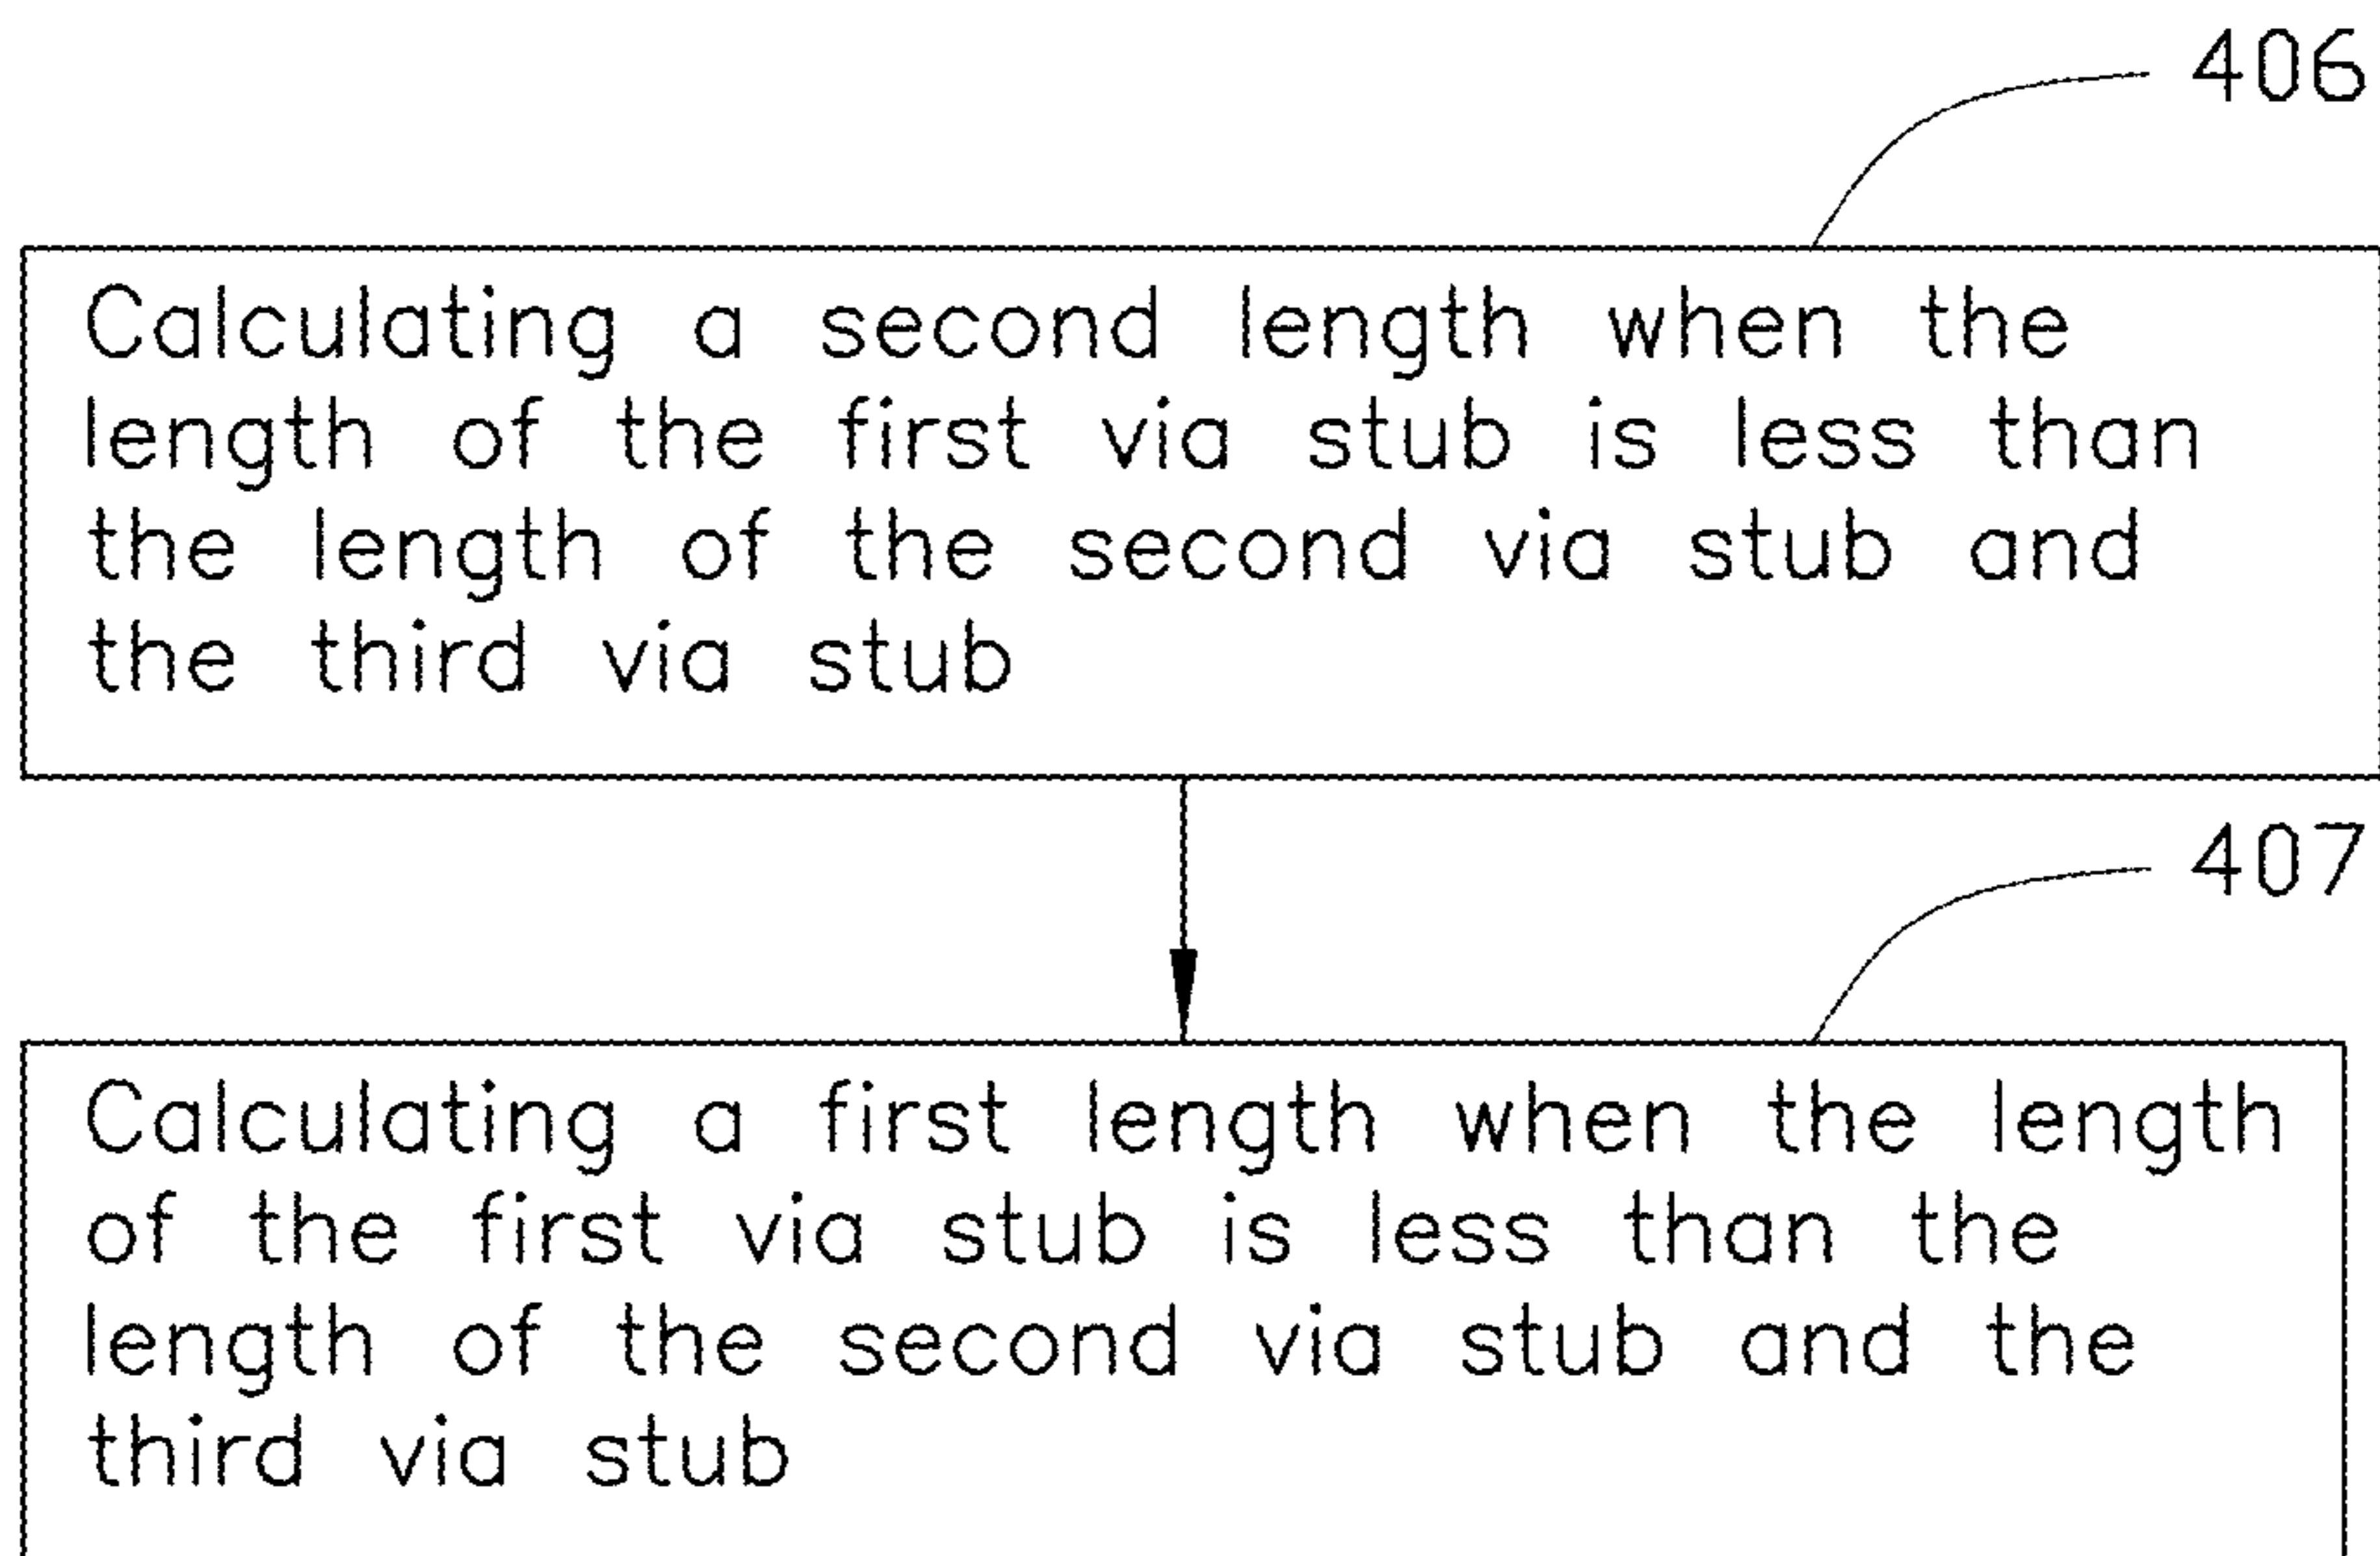 406
Calculating a second length when the
length of the first via stub is less than
the length of the second via stub and
the third via stub
407
Calculating a first length when the length
of the first via stub is less than the
length of the second via stub and the
third via stub